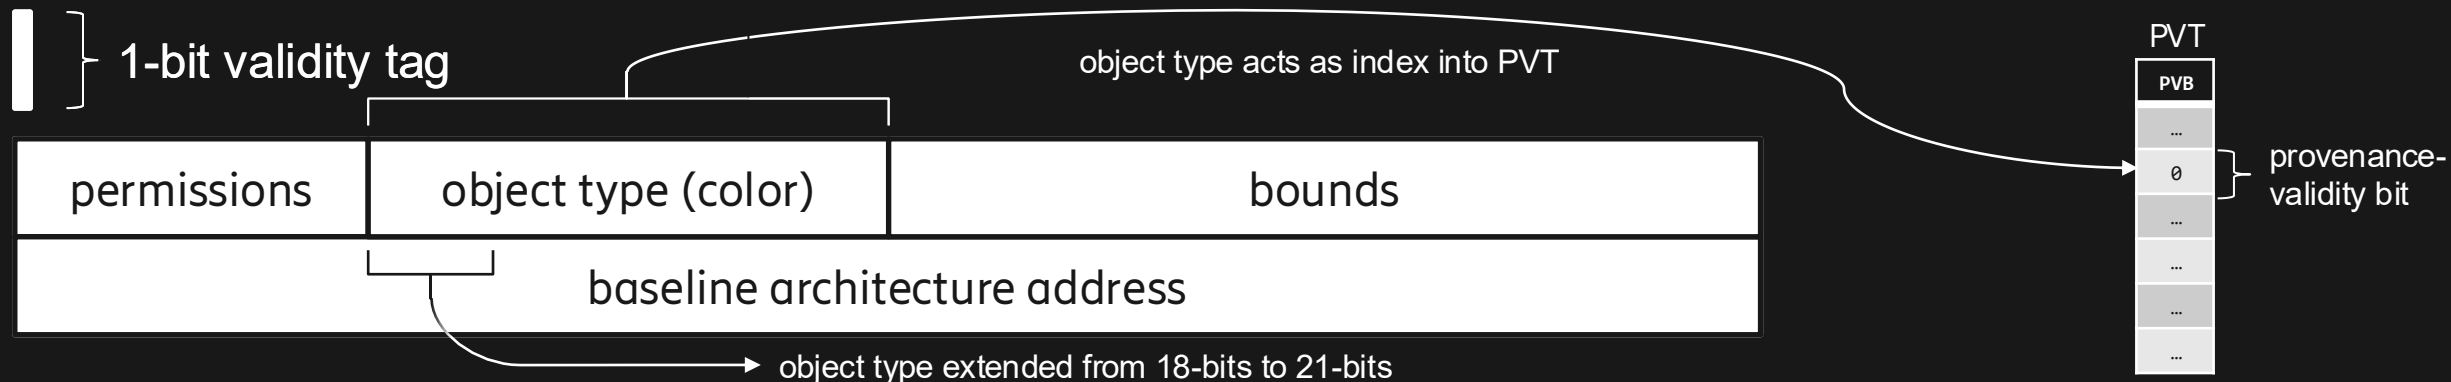 1-bit validity tag
object type acts as index into PVT
PVT
PVB
...
0
...
...
...
...
provenance-
validity bit
permissions
object type (color)
bounds
baseline architecture address
object type extended from 18-bits to 21-bits